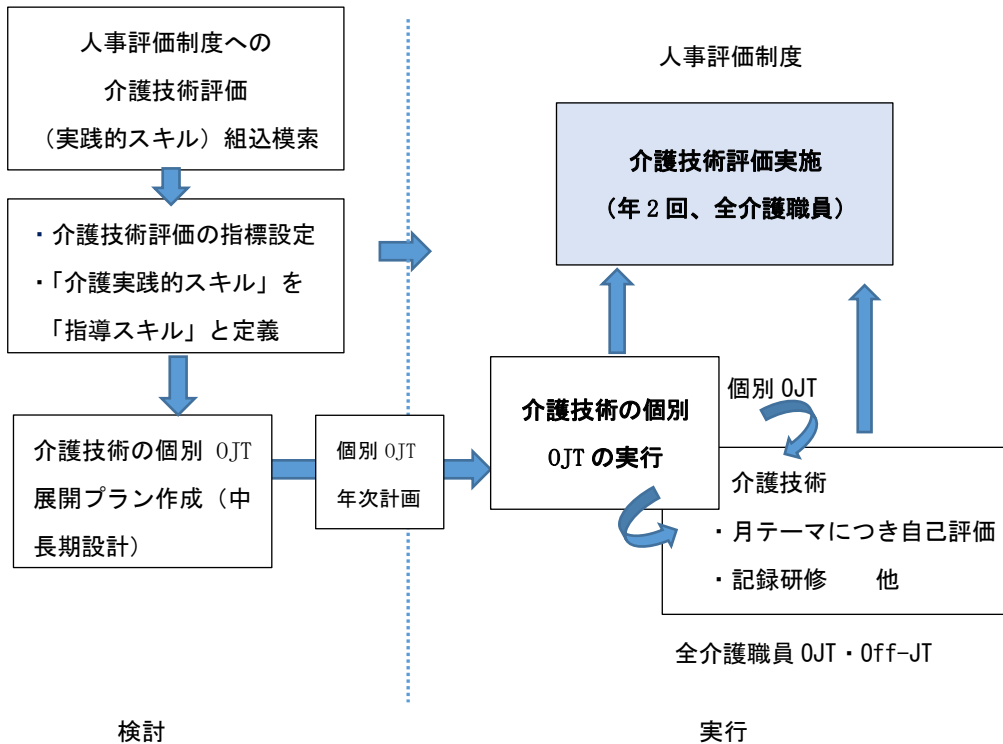 人事評価制度への
介護技術評価
（実践的スキル）組込模索
・介護技術評価の指標設定
・「介護実践的スキル」を
「指導スキル」と定義
介護技術の個別 OJT
展開プラン作成（中
長期設計）
個別 OJT
年次計画
検討
人事評価制度
介護技術評価実施
（年 2 回、全介護職員）
介護技術の個別
OJT の実行
個別 OJT
介護技術
・月テーマにつき自己評価
・記録研修　　他
全介護職員 OJT・Off-JT
実行